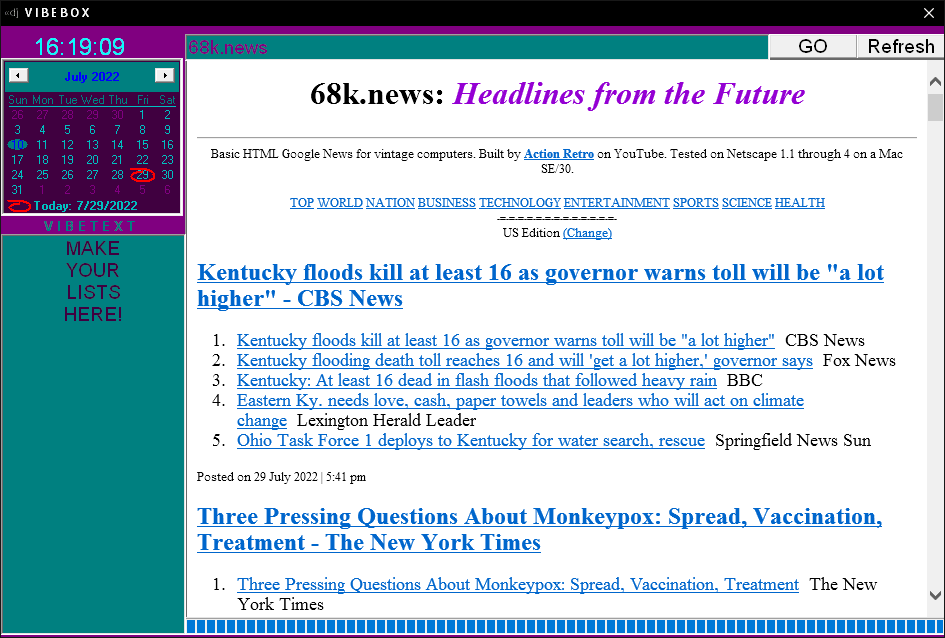 «dj VIBEBOX
16:19:09
68k.news GO Refresh
July 2022
Sun Mon Tue Wed Thu Fri Sat
26 27 28 29 30 1 2
3 4 5 6 7 8 9
10 11 12 13 14 15 16
17 18 19 20 21 22 23
24 25 26 27 28 29 30
31 1 2 3 4 5 6
Today: 7/29/2022
VIBETEXT
MAKE
YOUR
LISTS
HERE!
68k.news: Headlines from the Future
Basic HTML Google News for vintage computers. Built by Action Retro on YouTube. Tested on Netscape 1.1 through 4 on a Mac
SE/30.
TOP WORLD NATION BUSINESS TECHNOLOGY ENTERTAINMENT SPORTS SCIENCE HEALTH
US Edition (Change)
Kentucky floods kill at least 16 as governor warns toll will be "a lot
higher" - CBS News
1. Kentucky floods kill at least 16 as governor warns toll will be "a lot higher" CBS News
2. Kentucky flooding death toll reaches 16 and will 'get a lot higher,' governor says Fox News
3. Kentucky: At least 16 dead in flash floods that followed heavy rain BBC
4. Eastern Ky. needs love, cash, paper towels and leaders who will act on climate
change Lexington Herald Leader
5. Ohio Task Force 1 deploys to Kentucky for water search, rescue Springfield News Sun
Posted on 29 July 2022 | 5:41 pm
Three Pressing Questions About Monkeypox: Spread, Vaccination,
Treatment - The New York Times
1. Three Pressing Questions About Monkeypox: Spread, Vaccination, Treatment The New
York Times